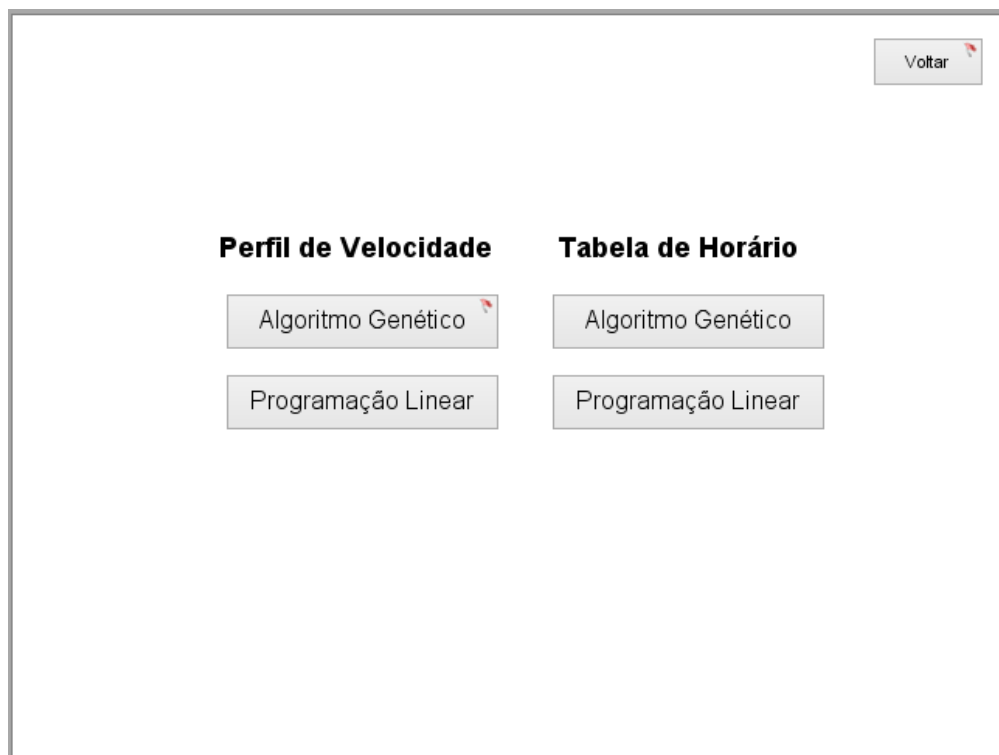 Voltar
Perfil de Velocidade
Tabela de Horário
Algoritmo Genético
Algoritmo Genético
Programação Linear
Programação Linear